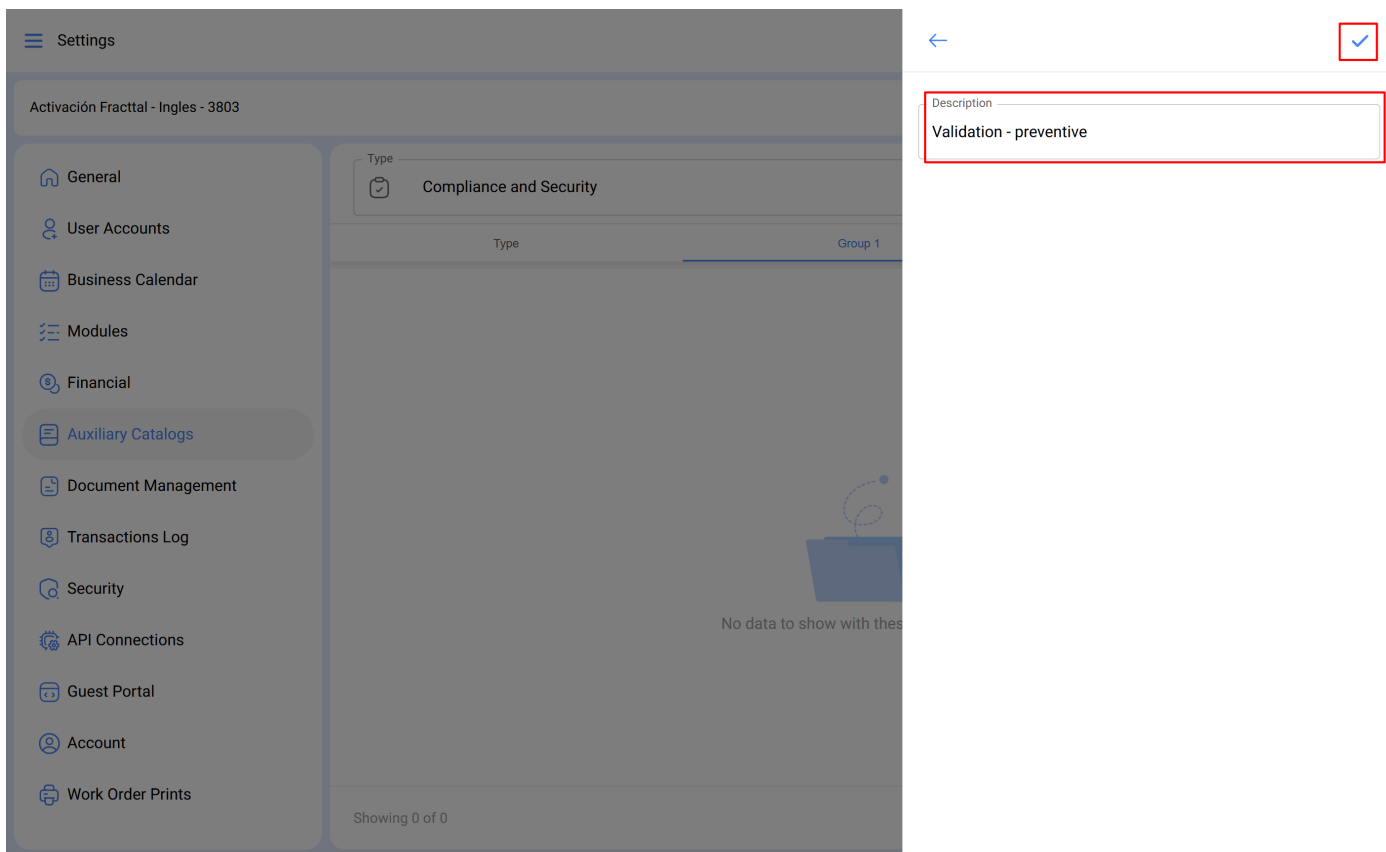 Settings
Activación Fracttal - Ingles - 3803
General
User Accounts
Business Calendar
Modules
Financial
Auxiliary Catalogs
Document Management
Transactions Log
Security
API Connections
Guest Portal
Account
Work Order Prints
Type
Compliance and Security
Type
Group 1
No data to show with thes
Showing 0 of 0
Description
Validation - preventive